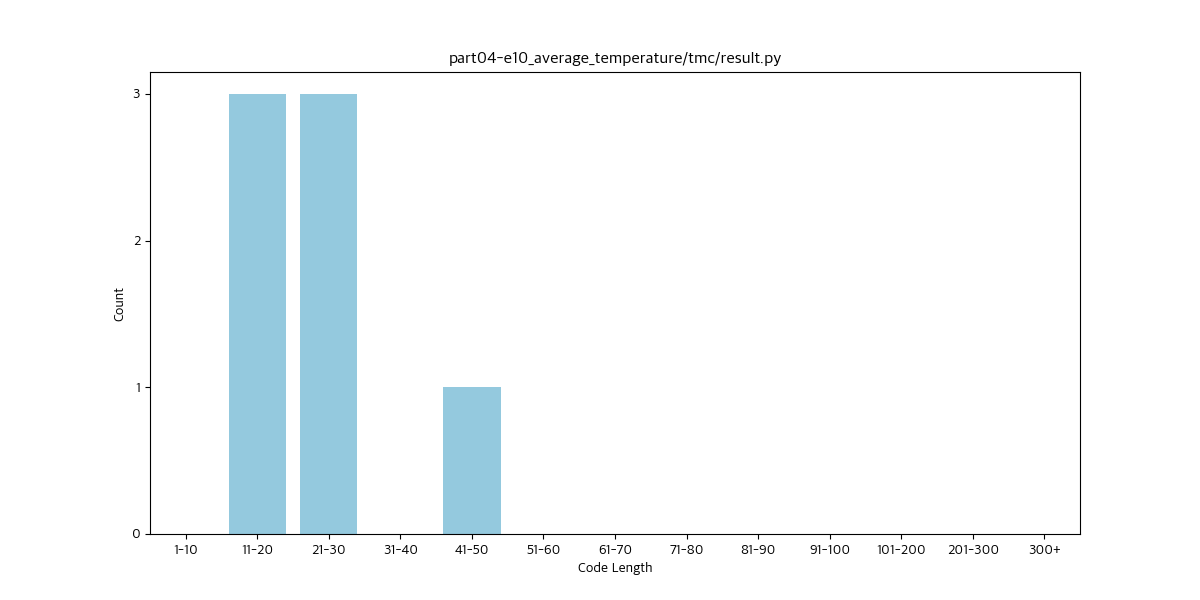 part04-e10_average_temperature/tmc/result.py
3
2
1
0
Count
1-10 11-20 21-30 31-40 41-50 51-60 61-70 71-80 81-90 91-100 101-200 201-300 300+
Code Length